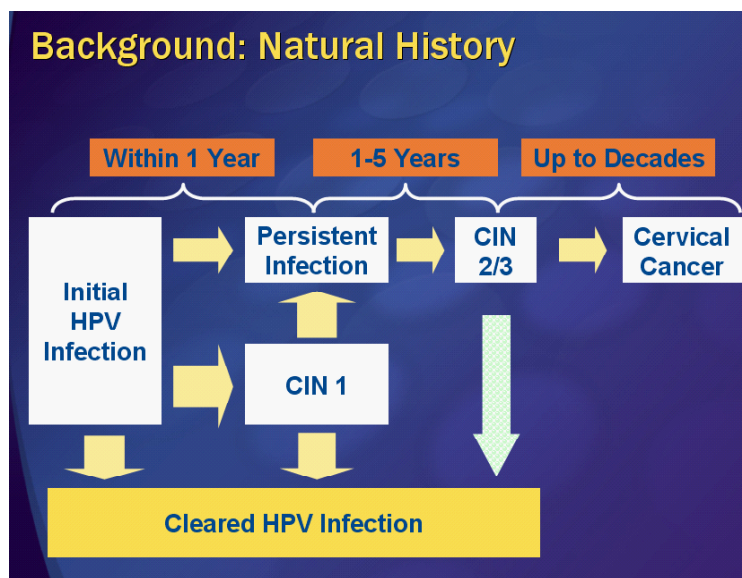 Background: Natural History
Within 1 Year
1-5 Years
Up to Decades
Initial
HPV
Infection
Persistent
Infection
CIN
2/3
Cervical
Cancer
CIN 1
Cleared HPV Infection